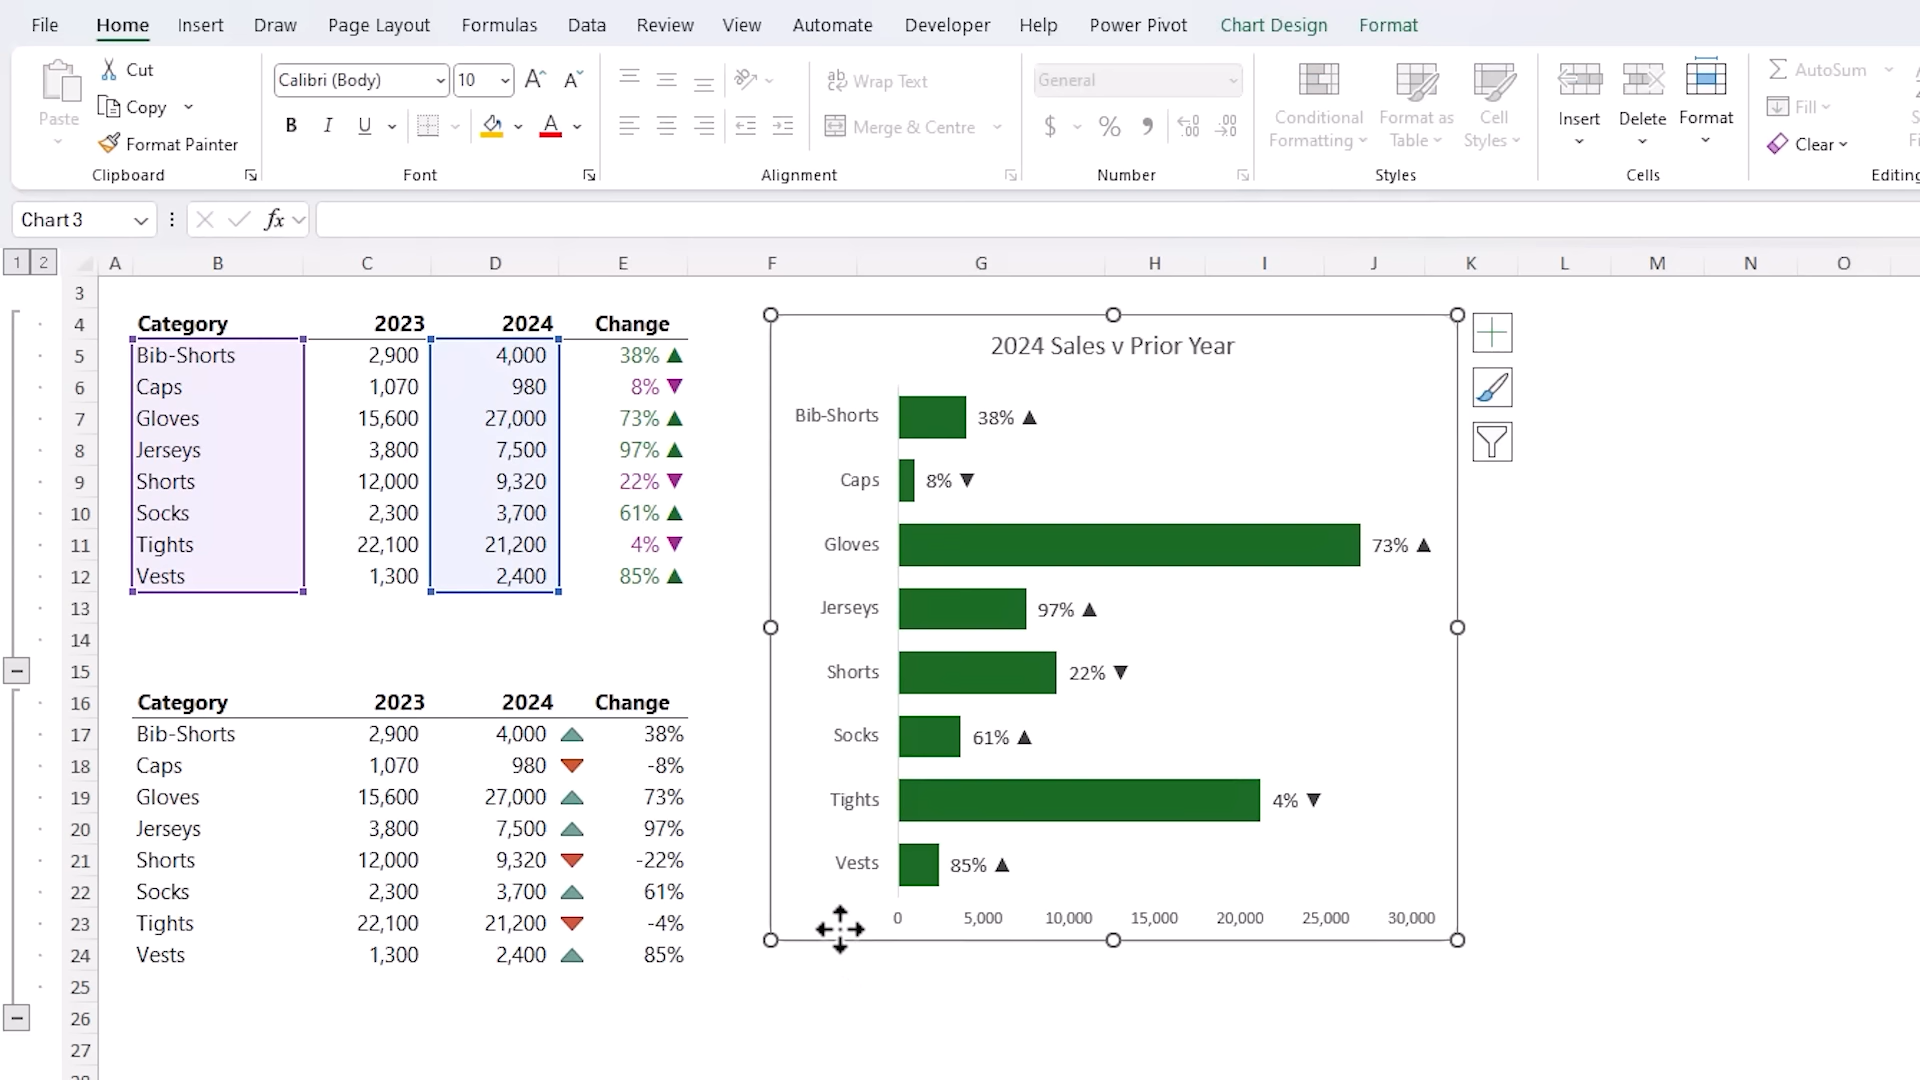 File Home Insert Draw Page Layout Formulas Data Review View Automate Developer Help Power Pivot Chart Design Format
Paste
Cut
Copy
Format Painter
Clipboard
Calibri (Body) 10
B I U A
Font
ab Wrap Text
Merge & Centre
Alignment
General
$ %
Number
Conditional Formatting
Format as Table
Cell Styles
Styles
Insert Delete Format
Cells
AutoSum
Fill
Clear
Editing
Chart 3 fx
1 2
A B C D E F G H I J K L M N O
3
4 Category 2023 2024 Change
5 Bib-Shorts 2,900 4,000 38% ▲
6 Caps 1,070 980 8% ▼
7 Gloves 15,600 27,000 73% ▲
8 Jerseys 3,800 7,500 97% ▲
9 Shorts 12,000 9,320 22% ▼
10 Socks 2,300 3,700 61% ▲
11 Tights 22,100 21,200 4% ▼
12 Vests 1,300 2,400 85% ▲
13
14
15
16 Category 2023 2024 Change
17 Bib-Shorts 2,900 4,000 38%
18 Caps 1,070 980 -8%
19 Gloves 15,600 27,000 73%
20 Jerseys 3,800 7,500 97%
21 Shorts 12,000 9,320 -22%
22 Socks 2,300 3,700 61%
23 Tights 22,100 21,200 -4%
24 Vests 1,300 2,400 85%
25
26
27
2024 Sales v Prior Year
Bib-Shorts 38% ▲
Caps 8% ▼
Gloves 73% ▲
Jerseys 97% ▲
Shorts 22% ▼
Socks 61% ▲
Tights 4% ▼
Vests 85% ▲
0 5,000 10,000 15,000 20,000 25,000 30,000